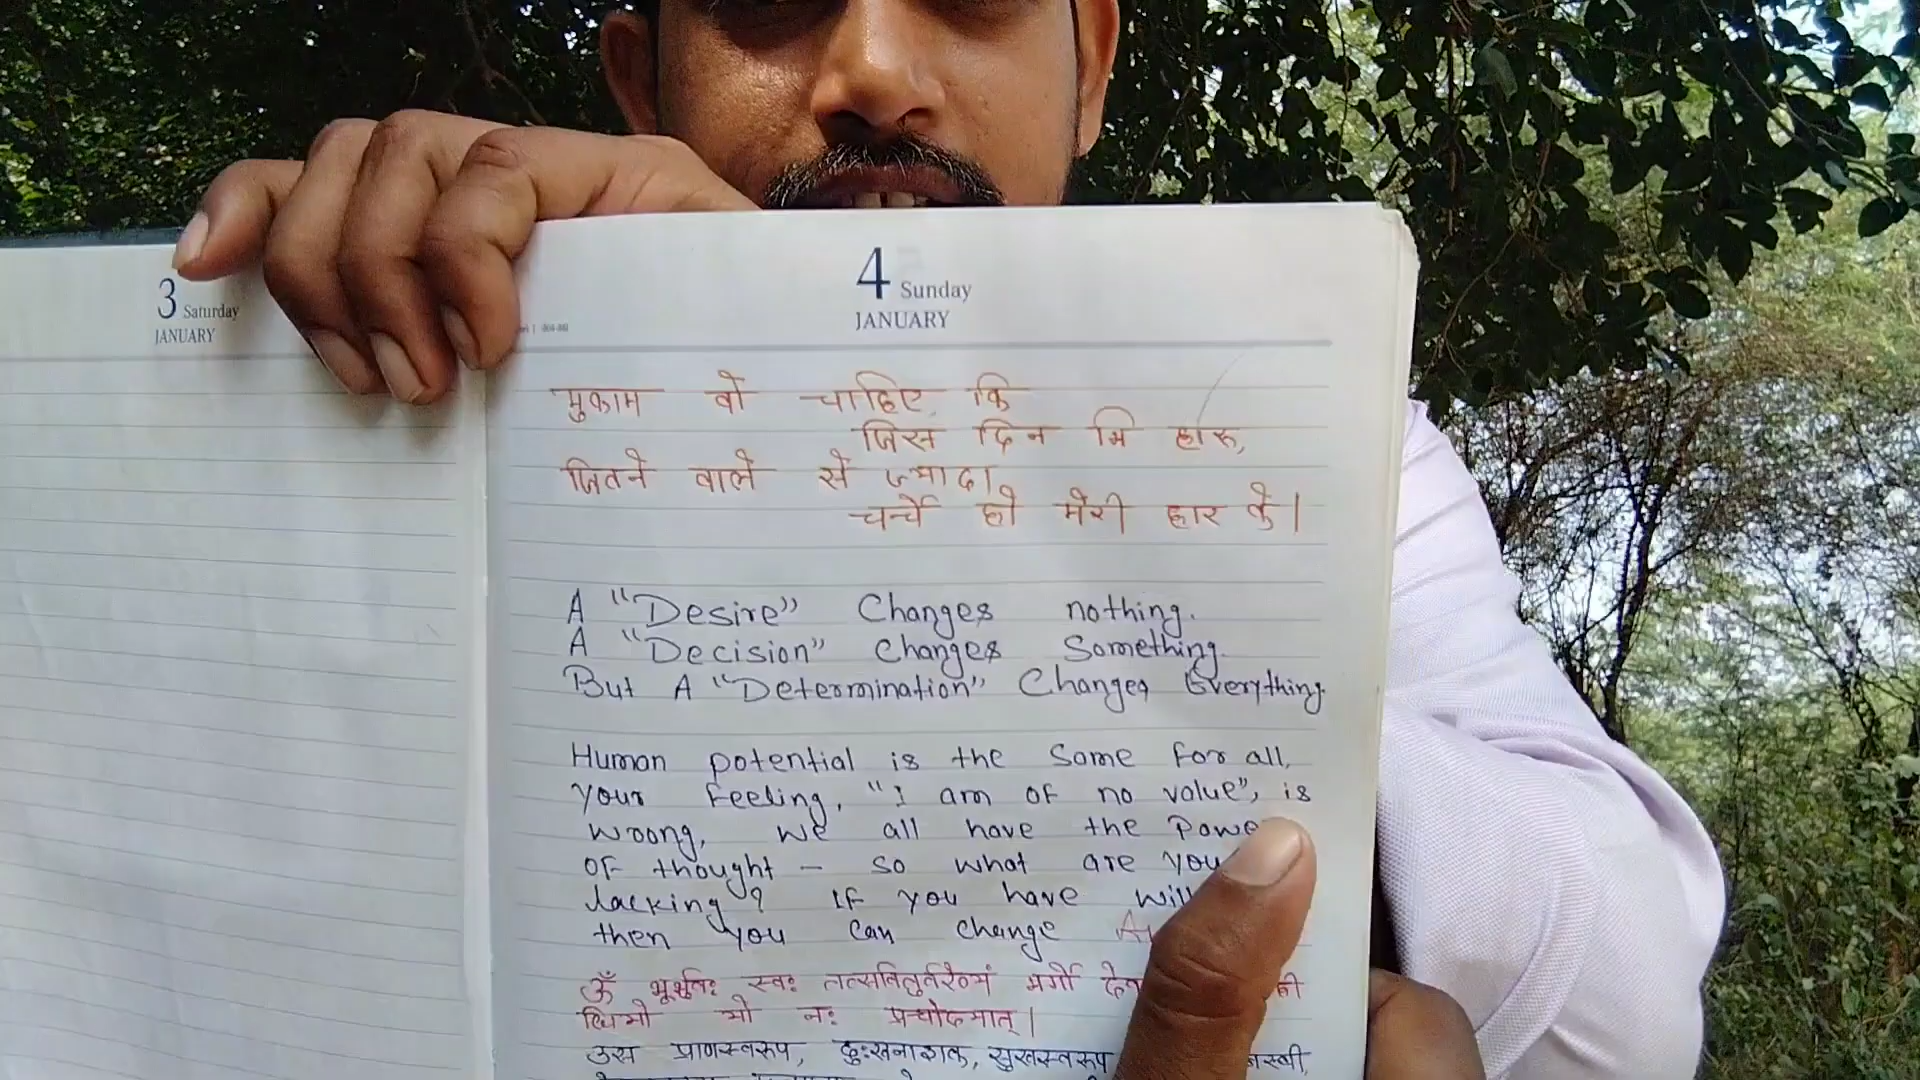 3 Saturday
JANUARY
4 Sunday
JANUARY
मुकाम वो चाहिए, कि
जिस दिन भि हारू,
जितने वाले से ज्यादा
चर्चे हो मेरी हार के।
A "Desire" Changes nothing.
A "Decision" Changes Something.
But A "Determination" Changes Everything.
Human potential is the same for all,
your feeling, "I am of no value", is
wrong, we all have the
of thought – so what are you
lacking? If you have will
then you can change
ॐ भूर्भुवः स्वः तत्सवितुर्वरेण्यं भर्गो
धियो यो नः प्रचोदयात्।
उस प्राणस्वरूप, दुःखनाशक, सुखस्वरूप